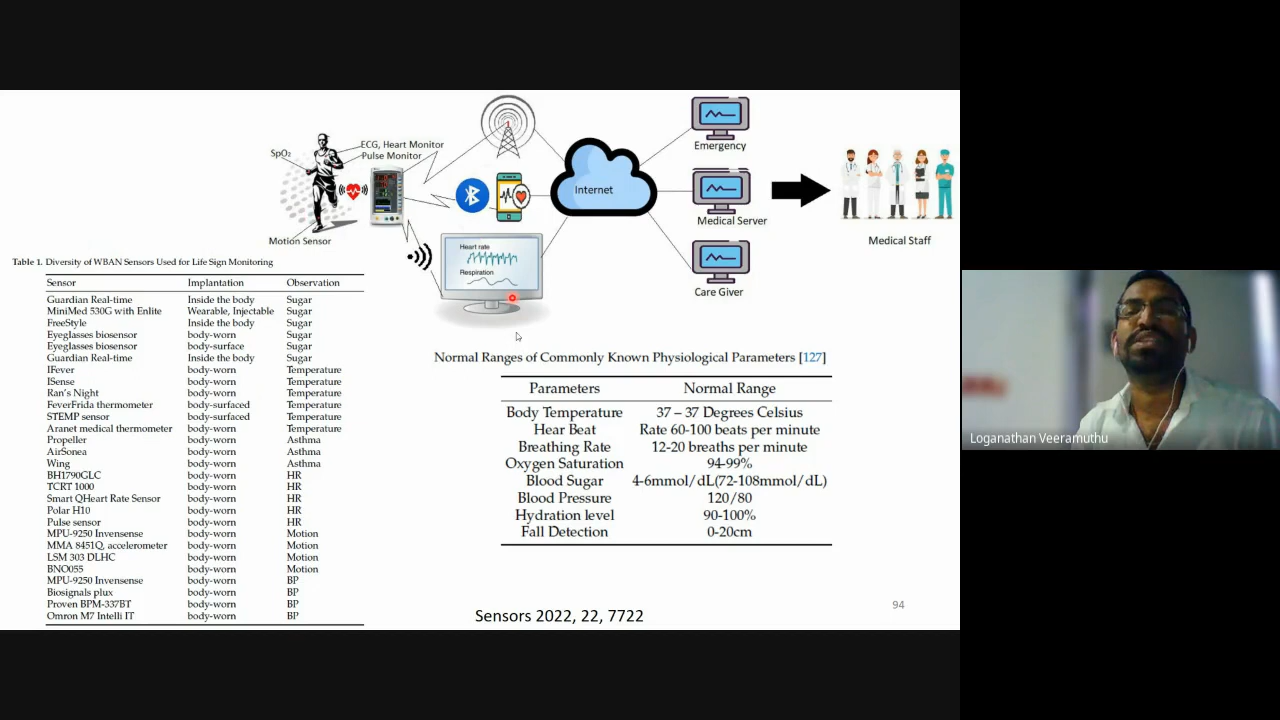 SpO₂
ECG, Heart Monitor
Pulse Monitor
Motion Sensor
Heart rate
Respiration
Internet
Emergency
Medical Server
Care Giver
Medical Staff
Table 1. Diversity of WBAN Sensors Used for Life Sign Monitoring
Sensor Implantation Observation
Guardian Real-time Inside the body Sugar
MiniMed 530G with Enlite Wearable, Injectable Sugar
FreeStyle Inside the body Sugar
Eyeglasses biosensor body-worn Sugar
Eyeglasses biosensor body-surface Sugar
Guardian Real-time Inside the body Sugar
IFever body-worn Temperature
ISense body-worn Temperature
Ran's Night body-worn Temperature
FeverFrida thermometer body-surfaced Temperature
STEMP sensor body-surfaced Temperature
Aranet medical thermometer body-worn Temperature
Propeller body-worn Asthma
AirSonea body-worn Asthma
Wing body-worn Asthma
BH1790GLC body-worn HR
TCRT 1000 body-worn HR
Smart QHeart Rate Sensor body-worn HR
Polar H10 body-worn HR
Pulse sensor body-worn HR
MPU-9250 Invensense body-worn Motion
MMA 8451Q, accelerometer body-worn Motion
LSM 303 DLHC body-worn Motion
BNO055 body-worn Motion
MPU-9250 Invensense body-worn BP
Biosignals plux body-worn BP
Proven BPM-337BT body-worn BP
Omron M7 Intelli IT body-worn BP
Normal Ranges of Commonly Known Physiological Parameters [127]
Parameters Normal Range
Body Temperature 37 – 37 Degrees Celsius
Hear Beat Rate 60-100 beats per minute
Breathing Rate 12-20 breaths per minute
Oxygen Saturation 94-99%
Blood Sugar 4-6mmol/dL(72-108mmol/dL)
Blood Pressure 120/80
Hydration level 90-100%
Fall Detection 0-20cm
Sensors 2022, 22, 7722
94
Loganathan Veeramuthu